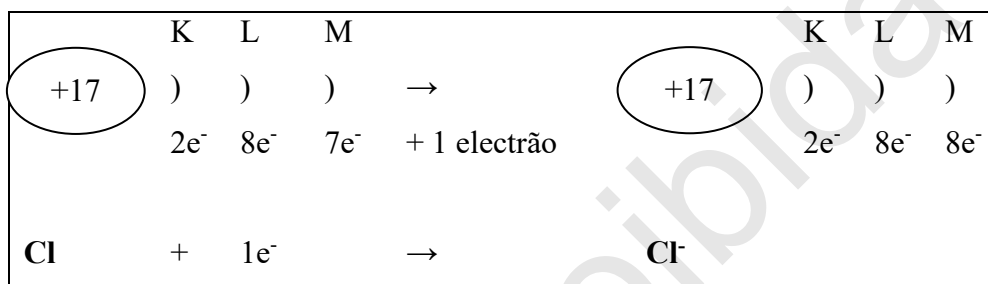 K L M K L M
+17 ) ) ) → +17 ) ) )
2e⁻ 8e⁻ 7e⁻ + 1 electrão 2e⁻ 8e⁻ 8e⁻
Cl + 1e⁻ → Cl⁻